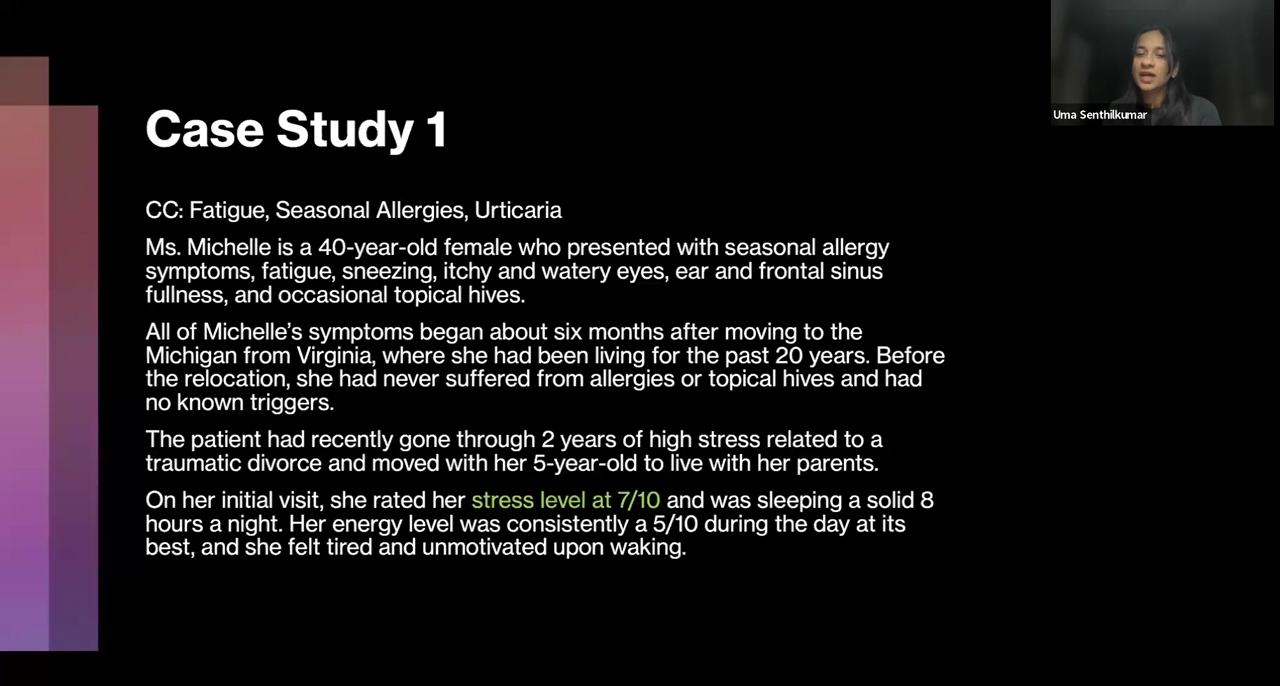 Uma Senthilkumar
Case Study 1
CC: Fatigue, Seasonal Allergies, Urticaria
Ms. Michelle is a 40-year-old female who presented with seasonal allergy
symptoms, fatigue, sneezing, itchy and watery eyes, ear and frontal sinus
fullness, and occasional topical hives.
All of Michelle’s symptoms began about six months after moving to the
Michigan from Virginia, where she had been living for the past 20 years. Before
the relocation, she had never suffered from allergies or topical hives and had
no known triggers.
The patient had recently gone through 2 years of high stress related to a
traumatic divorce and moved with her 5-year-old to live with her parents.
On her initial visit, she rated her stress level at 7/10 and was sleeping a solid 8
hours a night. Her energy level was consistently a 5/10 during the day at its
best, and she felt tired and unmotivated upon waking.